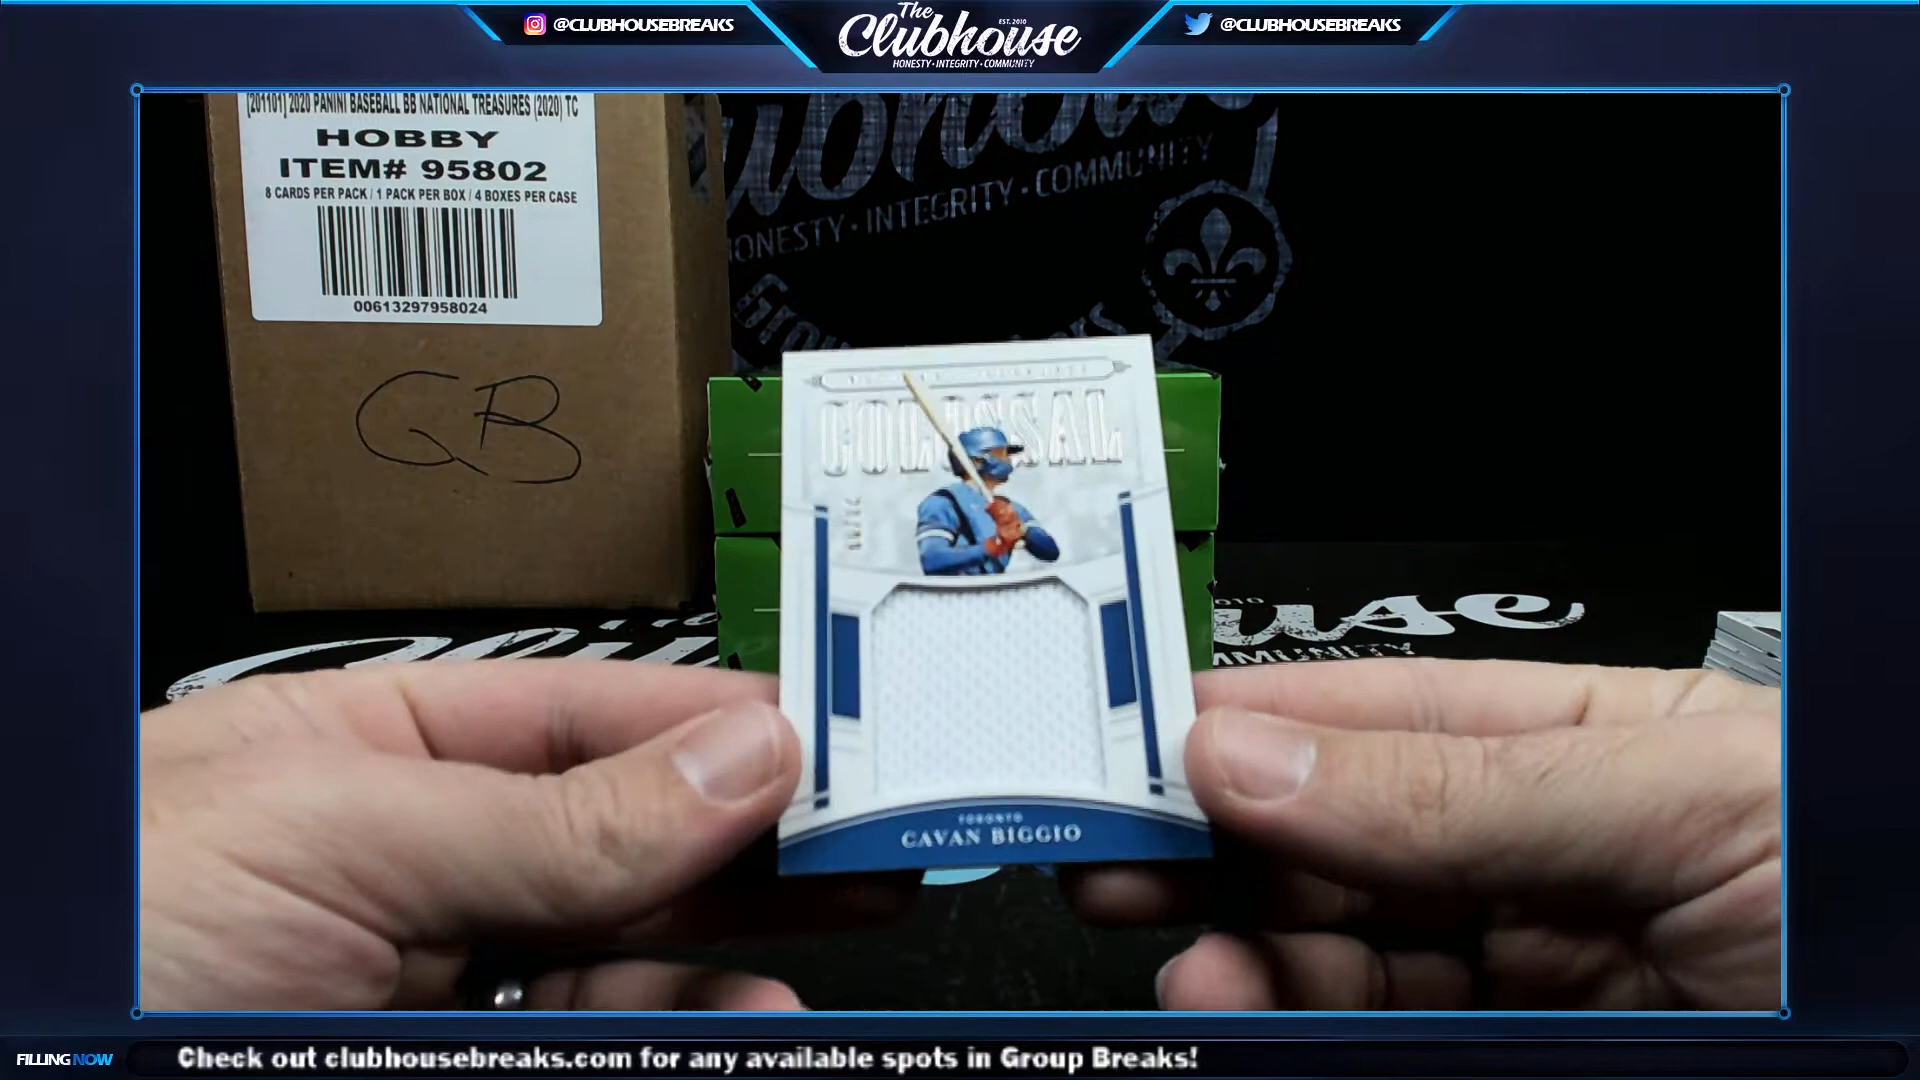 @CLUBHOUSEBREAKS
The
Clubhouse
EST. 2010
HONESTY • INTEGRITY • COMMUNITY
@CLUBHOUSEBREAKS
[201101] 2020 PANINI BASEBALL BB NATIONAL TREASURES (2020) TC
HOBBY
ITEM# 95802
8 CARDS PER PACK / 1 PACK PER BOX / 4 BOXES PER CASE
00613297958024
INTEGRITY • COMMUNITY
COLOSSAL
TORONTO
CAVAN BIGGIO
FILLING NOW
Check out clubhousebreaks.com for any available spots in Group Breaks!